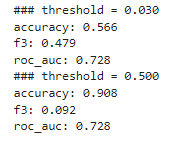 ### threshold = 0.030
accuracy: 0.566
f3: 0.479
roc_auc: 0.728
### threshold = 0.500
accuracy: 0.908
f3: 0.092
roc_auc: 0.728